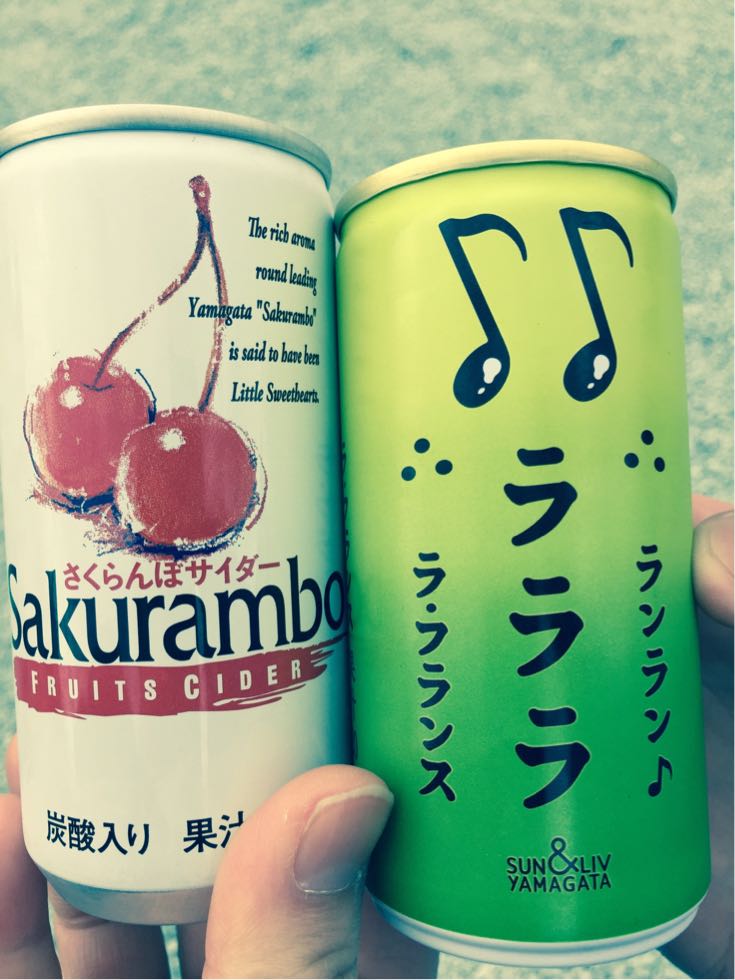 The rich aroma
round leading
Yamagata "Sakurambo"
is said to have been
Little Sweethearts.
さくらんぼサイダー
Sakurambo
FRUITS CIDER
炭酸入り 果汁
ランラン♪
ラララ
ラ・フランス
SUN&LIV
YAMAGATA